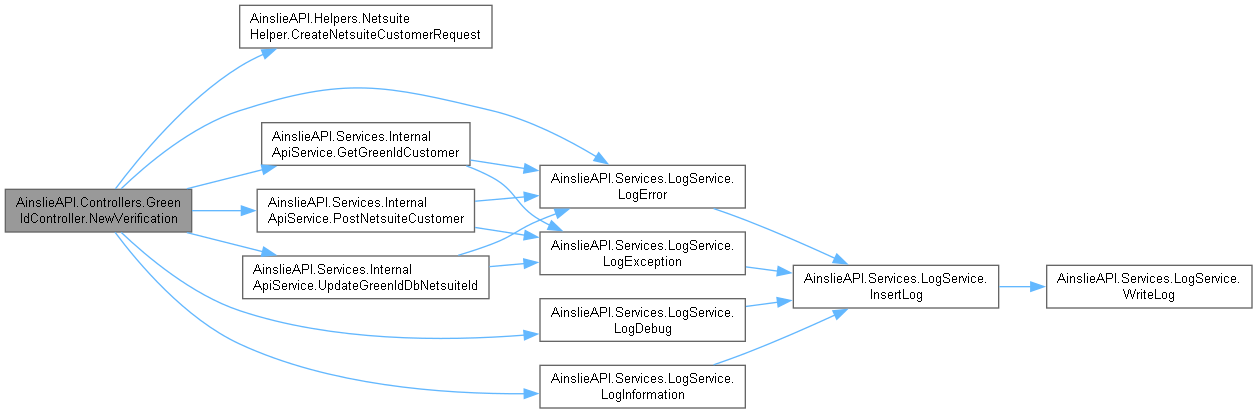 AinslieAPI.Helpers.Netsuite
Helper.CreateNetsuiteCustomerRequest
AinslieAPI.Services.Internal
ApiService.GetGreenIdCustomer
AinslieAPI.Services.LogService.
LogError
AinslieAPI.Controllers.Green
IdController.NewVerification
AinslieAPI.Services.Internal
ApiService.PostNetsuiteCustomer
AinslieAPI.Services.LogService.
LogException
AinslieAPI.Services.Internal
ApiService.UpdateGreenIdDbNetsuiteId
AinslieAPI.Services.LogService.
InsertLog
AinslieAPI.Services.LogService.
WriteLog
AinslieAPI.Services.LogService.
LogDebug
AinslieAPI.Services.LogService.
LogInformation